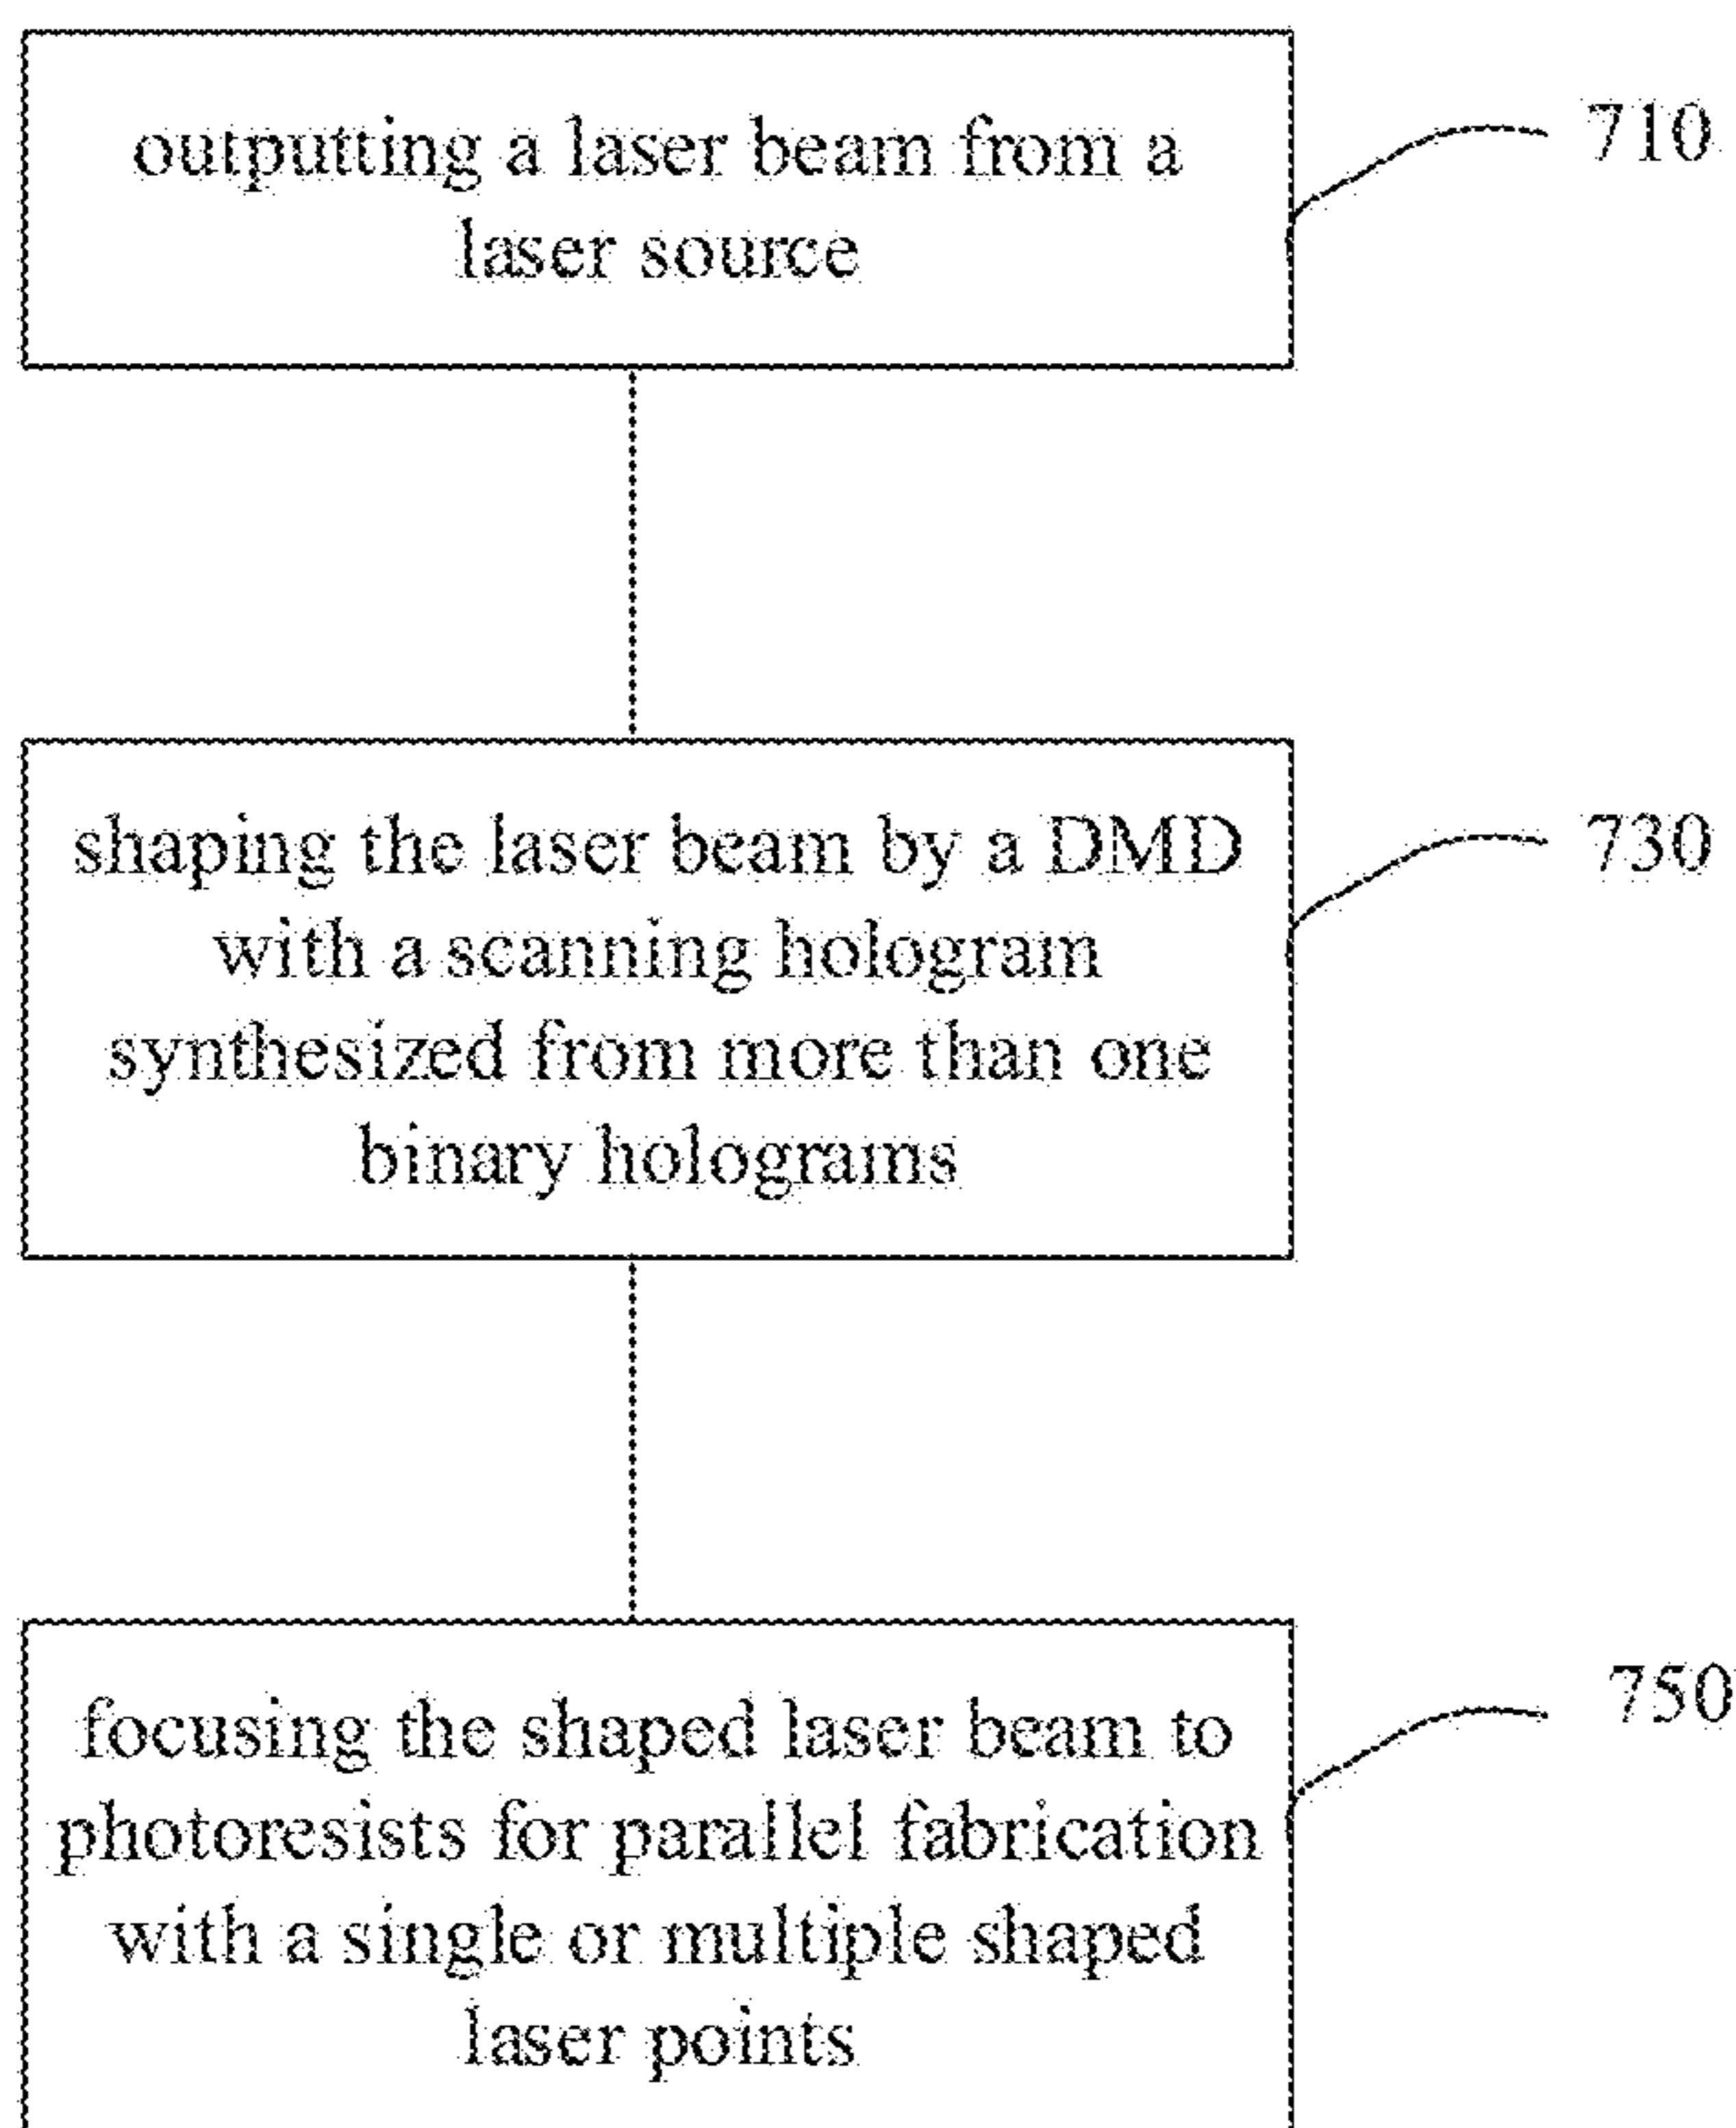 outputting a laser beam from a
laser source
710
shaping the laser beam by a DMD
with a scanning hologram
synthesized from more than one
binary holograms
730
focusing the shaped laser beam to
photoresists for parallel fabrication
with a single or multiple shaped
laser points
750